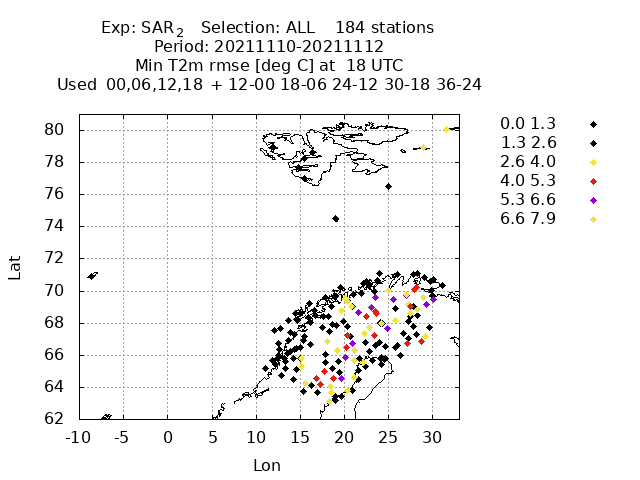 Exp: SAR2 Selection: ALL 184 stations
Period: 20211110-20211112
Min T2m rmse [deg C] at 18 UTC
Used 00,06,12,18 + 12-00 18-06 24-12 30-18 36-24
80
78
76
74
72
70
68
66
64
62
Lat
-10 -5 0 5 10 15 20 25 30
Lon
0.0 1.3
1.3 2.6
2.6 4.0
4.0 5.3
5.3 6.6
6.6 7.9